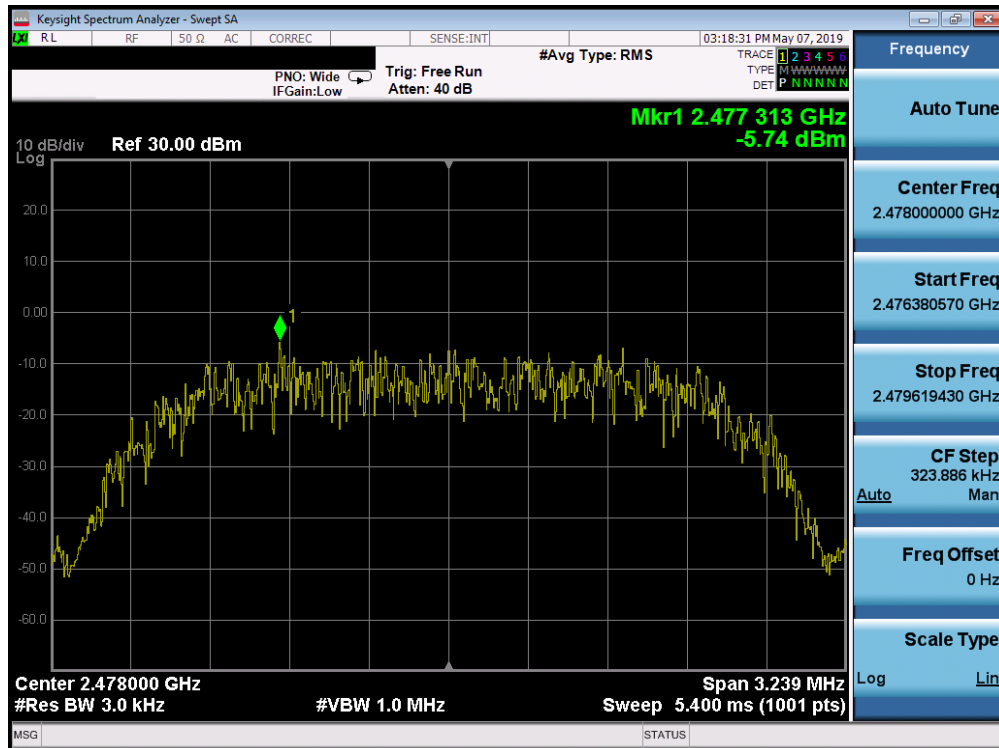 Keysight Spectrum Analyzer - Swept SA
LXI RL RF 50 Ω AC CORREC SENSE:INT 03:18:31 PM May 07, 2019
#Avg Type: RMS TRACE 1 2 3 4 5 6
PNO: Wide Trig: Free Run TYPE M WWWWW
IFGain:Low Atten: 40 dB DET P N N N N N
Mkr1 2.477 313 GHz
-5.74 dBm
10 dB/div Ref 30.00 dBm
Log
20.0
10.0
0.00
1
-10.0
-20.0
-30.0
-40.0
-50.0
-60.0
Center 2.478000 GHz Span 3.239 MHz
#Res BW 3.0 kHz #VBW 1.0 MHz Sweep 5.400 ms (1001 pts)
MSG STATUS
Frequency
Auto Tune
Center Freq
2.478000000 GHz
Start Freq
2.476380570 GHz
Stop Freq
2.479619430 GHz
CF Step
323.886 kHz
Auto Man
Freq Offset
0 Hz
Scale Type
Log Lin